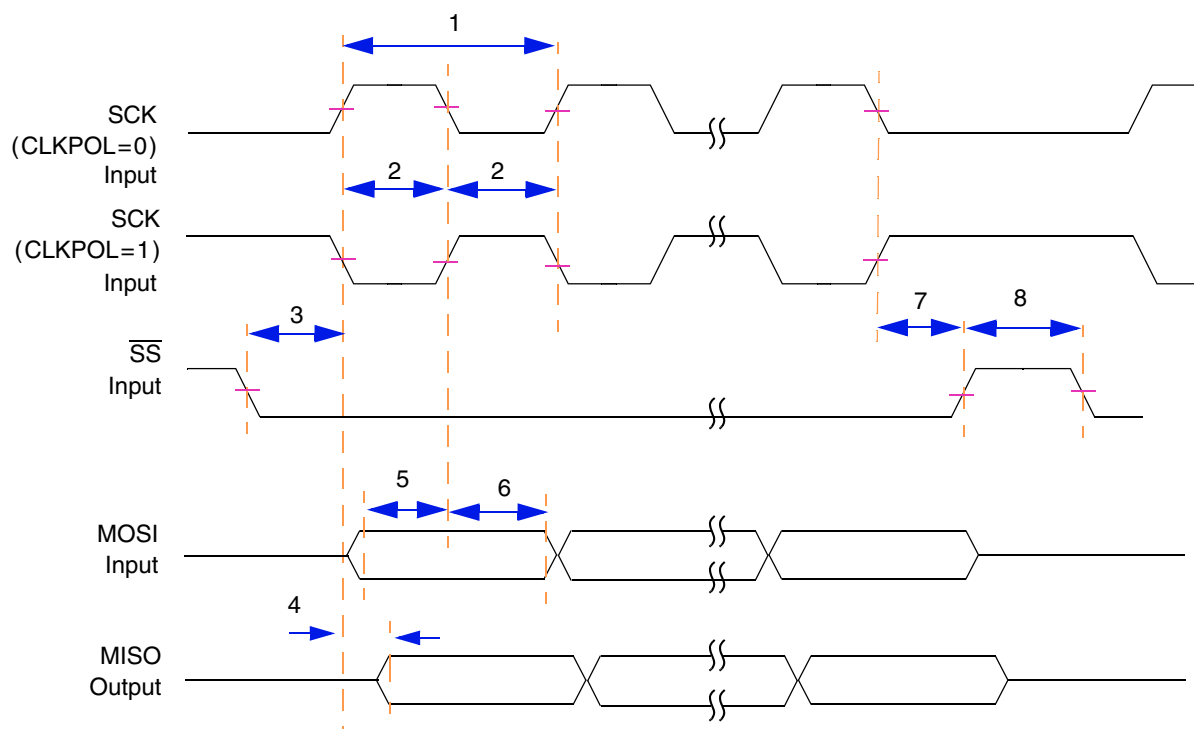 1
SCK
(CLKPOL=0)
Input
2 2
SCK
(CLKPOL=1)
Input
3 7 8
SS
Input
5 6
MOSI
Input
4
MISO
Output